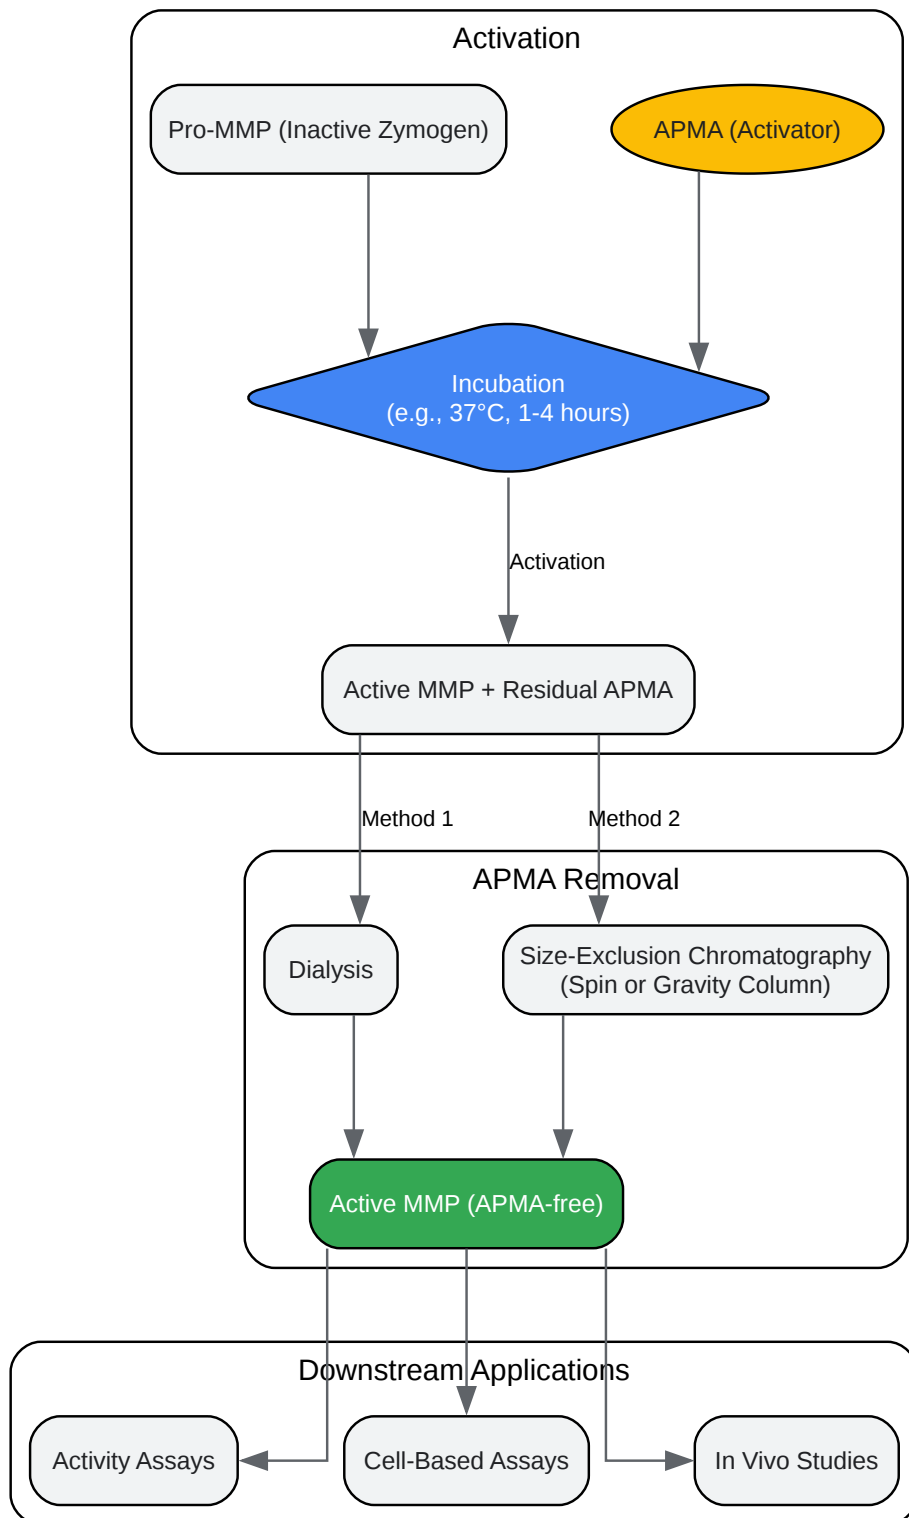 Activation
Pro-MMP (Inactive Zymogen)
APMA (Activator)
Incubation
(e.g., 37°C, 1-4 hours)
Activation
Active MMP + Residual APMA
Method 1
Method 2
APMA Removal
Dialysis
Size-Exclusion Chromatography
(Spin or Gravity Column)
Active MMP (APMA-free)
Downstream Applications
Activity Assays
Cell-Based Assays
In Vivo Studies